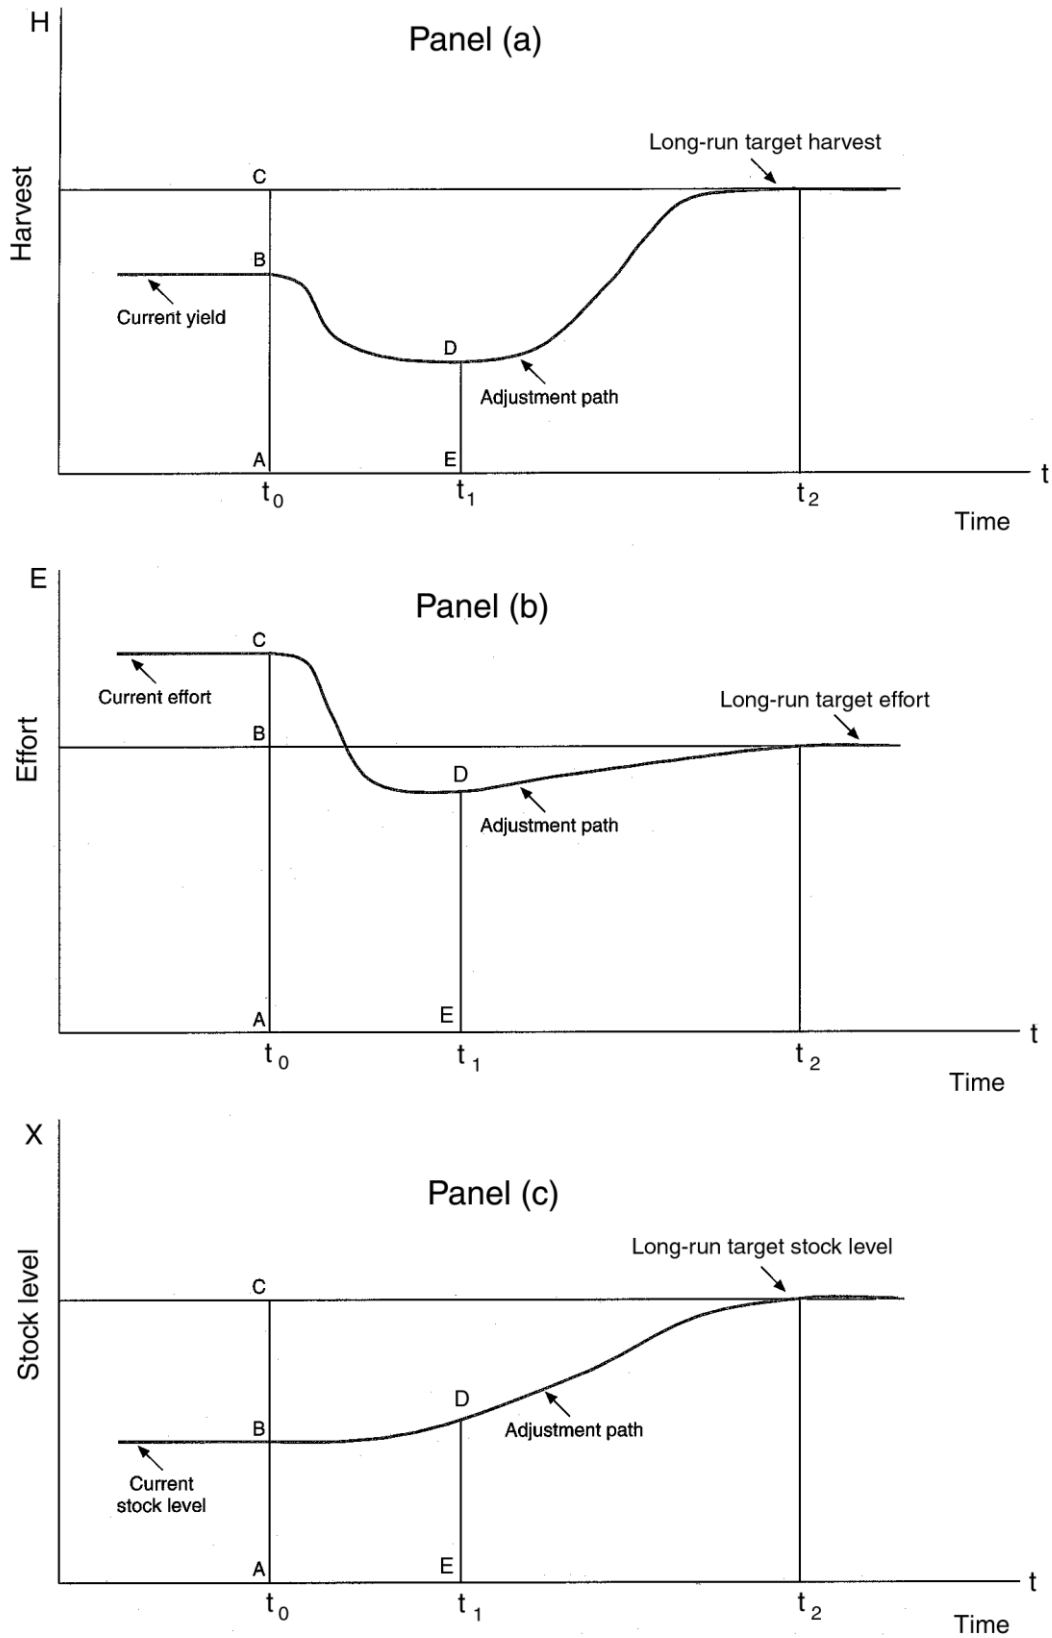 H
Panel (a)
Long-run target harvest
Harvest
C
B
Current yield
D
Adjustment path
A
E
t
t0
t1
t2
Time
E
Panel (b)
C
Current effort
Long-run target effort
Effort
B
D
Adjustment path
A
E
t
t0
t1
t2
Time
X
Panel (c)
Long-run target stock level
Stock level
C
D
B
Adjustment path
Current
stock level
A
E
t
t0
t1
t2
Time